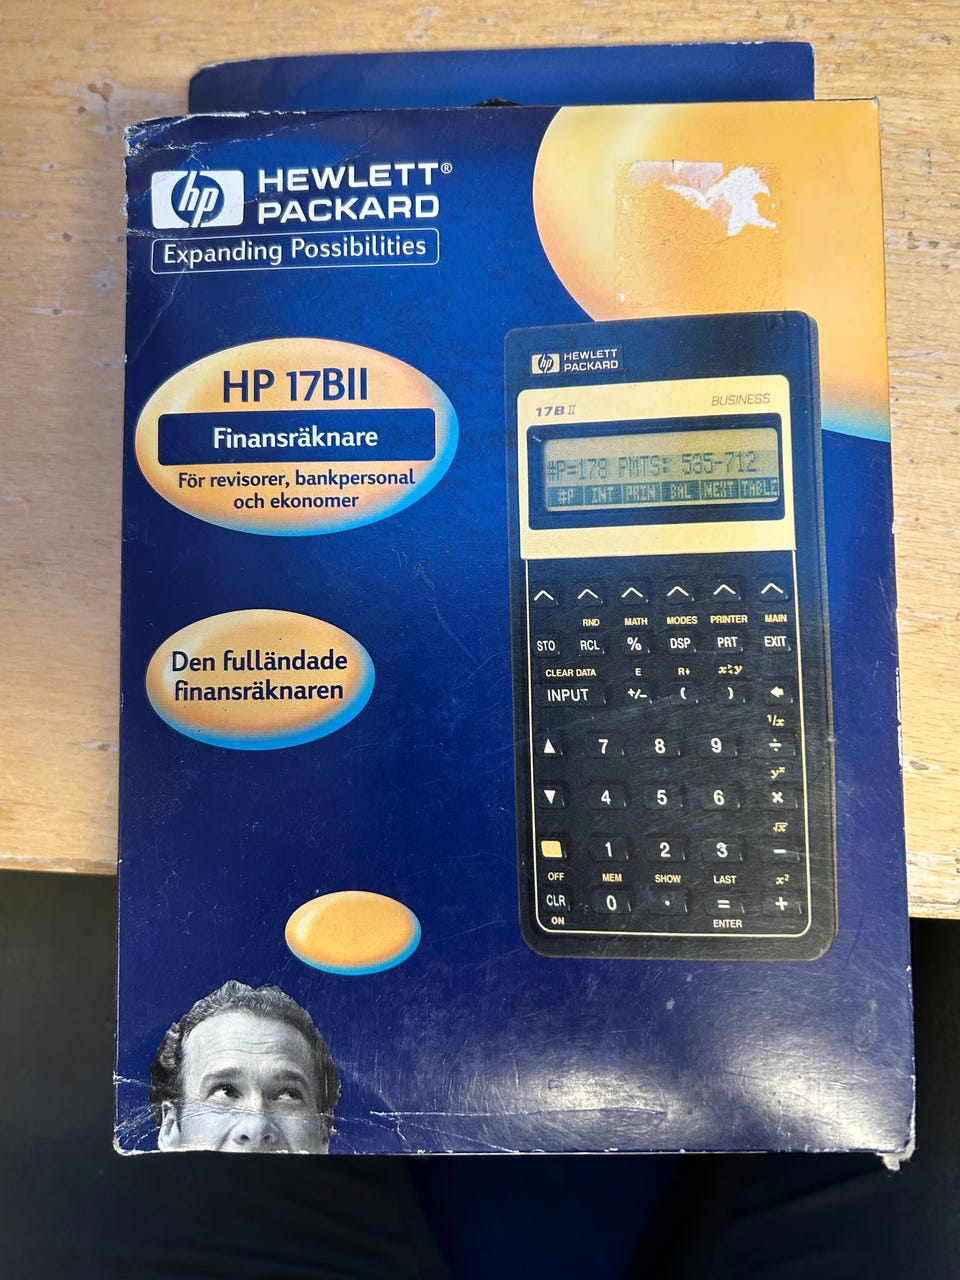 hp
HEWLETT®
PACKARD
Expanding Possibilities
HP 17BII
Finansräknare
För revisorer, bankpersonal
och ekonomer
Den fulländade
finansräknaren
hp HEWLETT
PACKARD
17B II BUSINESS
#P=178 PMTS: 535-712
#P INT PRIN BAL NEXT TABLE
RND MATH MODES PRINTER MAIN
STO RCL % DSP PRT EXIT
CLEAR DATA E R↓ x≷y
INPUT +/− ( ) ←
1/x
▲ 7 8 9 ÷
yˣ
▼ 4 5 6 ×
√x
1 2 3 −
OFF MEM SHOW LAST x²
CLR 0 . = +
ON ENTER